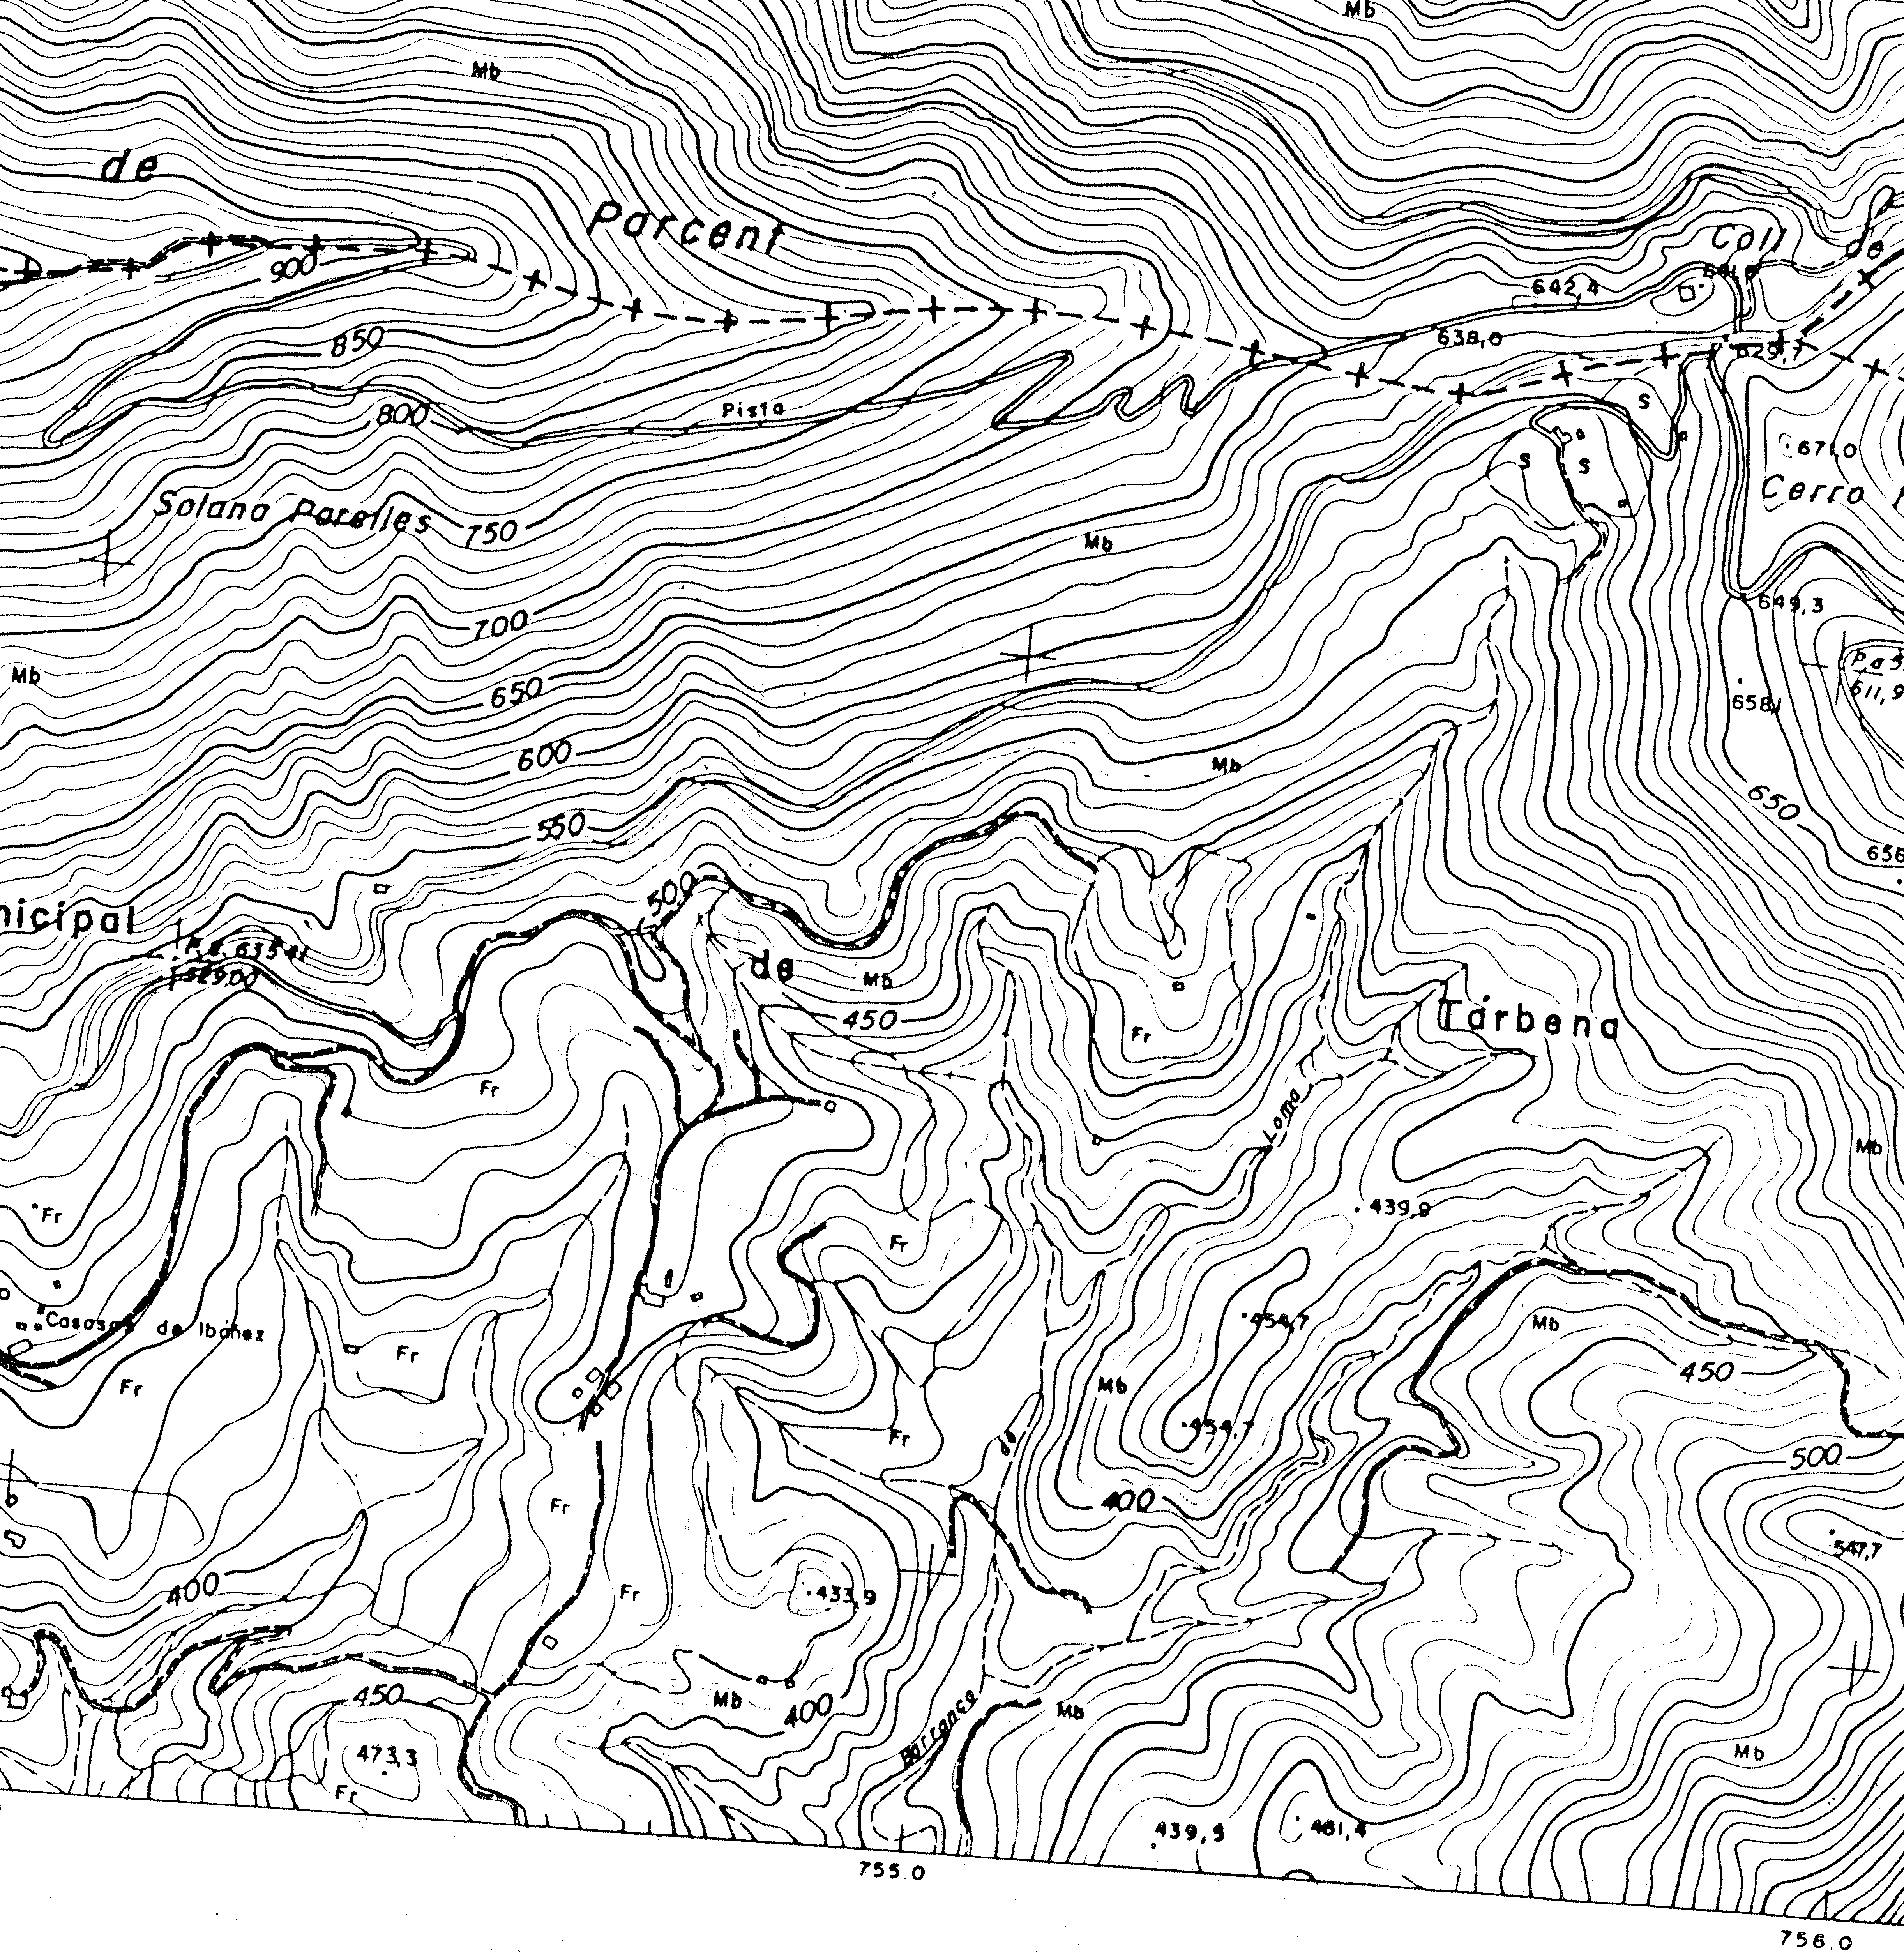 Mb
Mb
de
Parcent
Coll
de
642,4
638,0
629,7
900
850
800
Pista
S
S
S
671,0
Cerro
Solana Parelles
750
Mb
649,3
700
Mb
650
658,1
600
Mb
650
550
656
500
nicipal
de
Mb
450
Fr
Tárbena
Fr
Loma
Mb
Fr
439,9
Fr
454,7
Mb
Casas de Ibáñez
Fr
Fr
Mb
450
454,7
Fr
de
500
400
Fr
547,7
400
Fr
433,9
450
Mb
400
Barranco
Mb
Mb
473,3
Fr
461,4
755.0
756.0